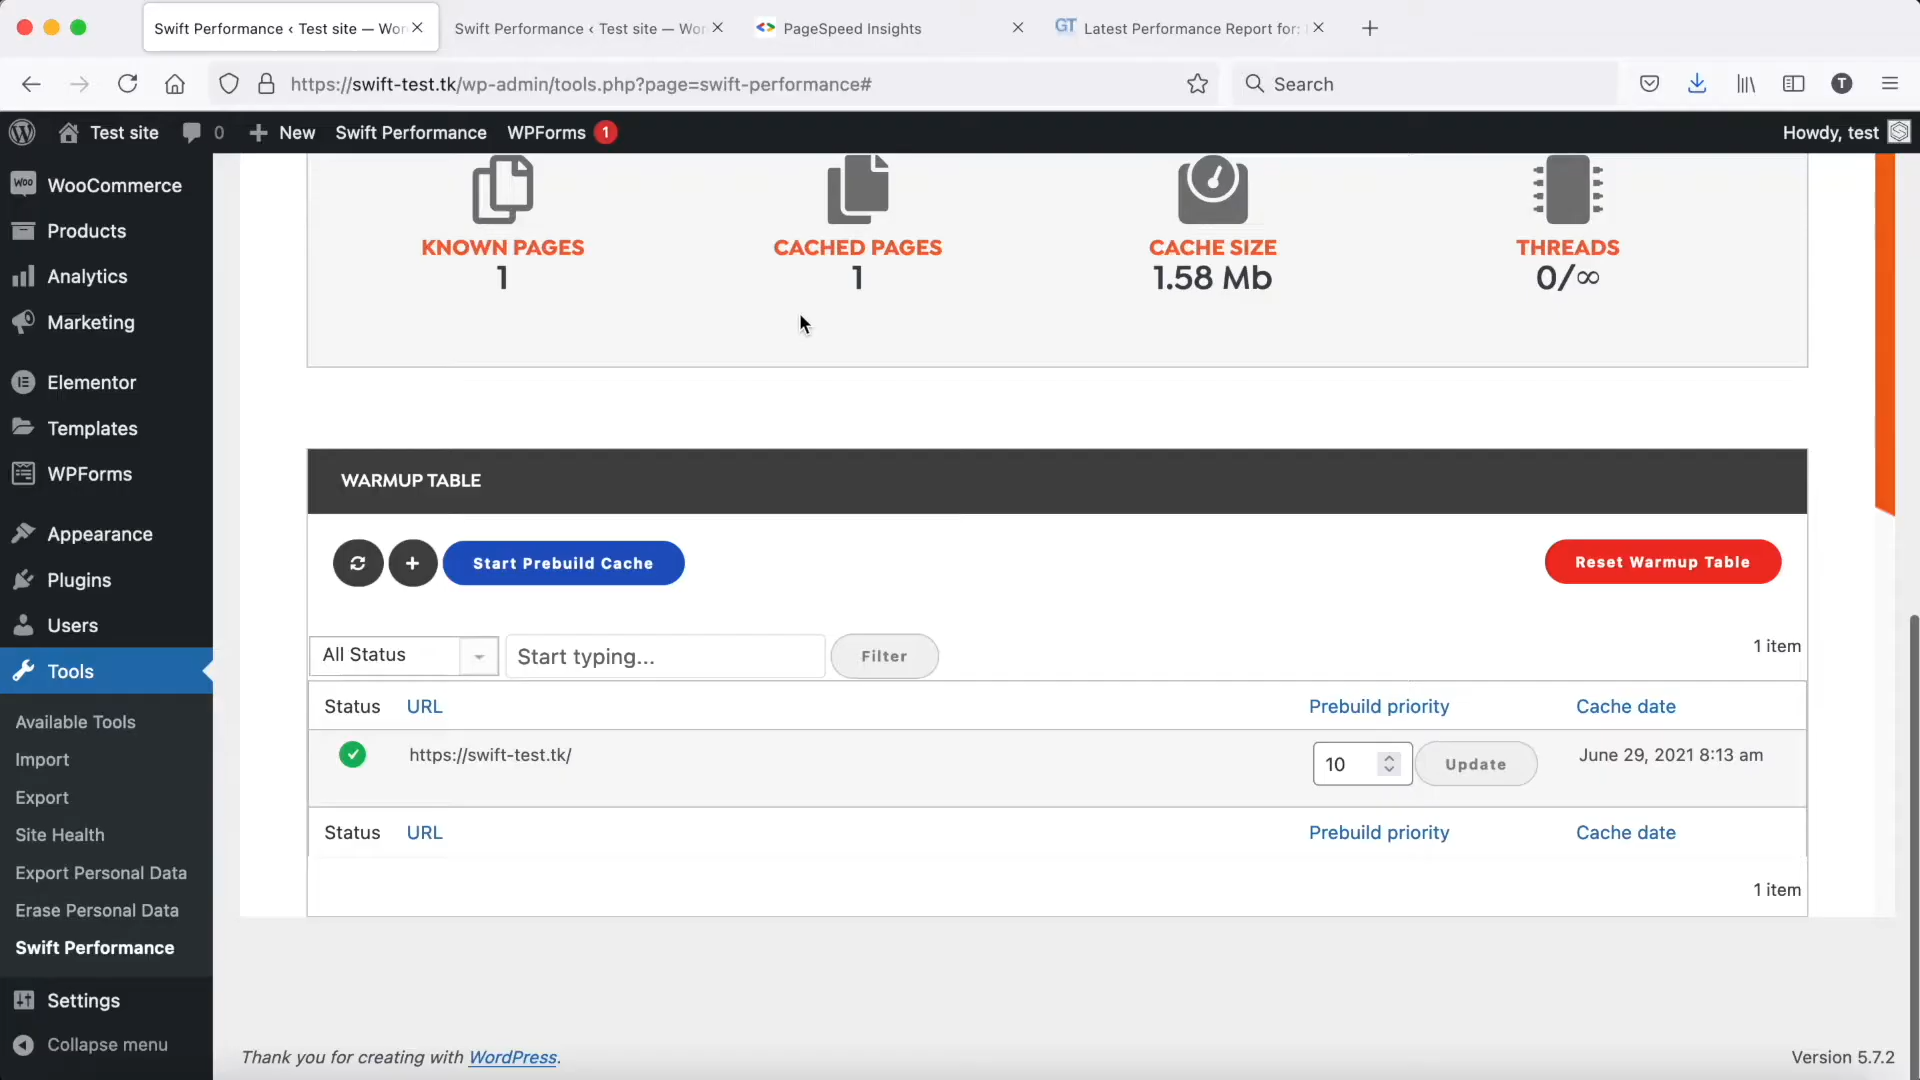 Swift Performance ‹ Test site — Wor
Swift Performance ‹ Test site — Wor
PageSpeed Insights
GT Latest Performance Report for:
https://swift-test.tk/wp-admin/tools.php?page=swift-performance#
Search
T
Test site
0
New
Swift Performance
WPForms 1
Howdy, test
Woo WooCommerce
Products
Analytics
Marketing
Elementor
Templates
WPForms
Appearance
Plugins
Users
Tools
Available Tools
Import
Export
Site Health
Export Personal Data
Erase Personal Data
Swift Performance
Settings
Collapse menu
KNOWN PAGES
1
CACHED PAGES
1
CACHE SIZE
1.58 Mb
THREADS
0/∞
WARMUP TABLE
Start Prebuild Cache
Reset Warmup Table
All Status
Start typing...
Filter
1 item
Status URL Prebuild priority Cache date
https://swift-test.tk/ 10 Update June 29, 2021 8:13 am
Status URL Prebuild priority Cache date
1 item
Thank you for creating with WordPress.
Version 5.7.2